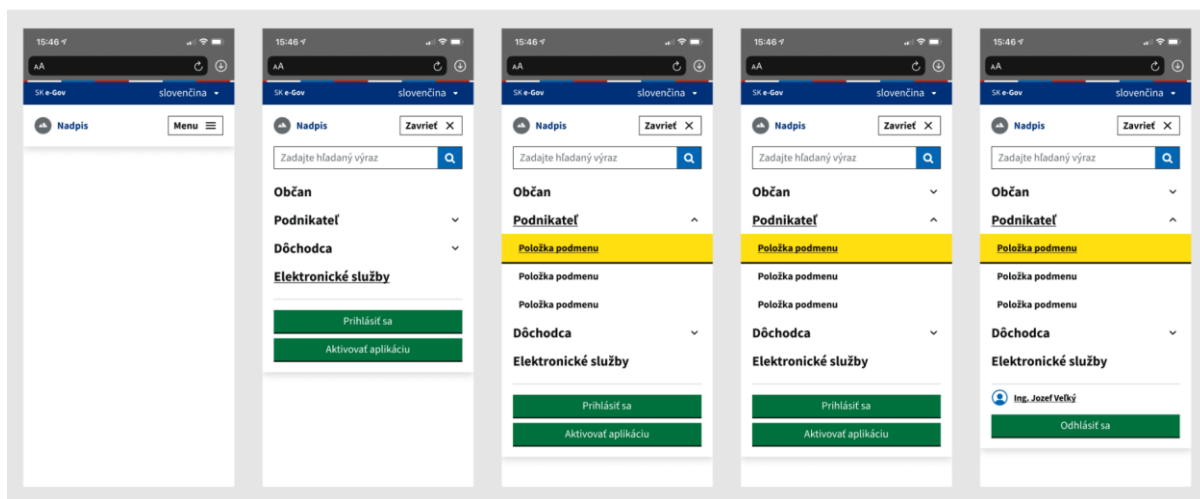 15:46
AA
SK e-Gov slovenčina
Nadpis Menu
15:46
AA
SK e-Gov slovenčina
Nadpis Zavrieť
Zadajte hľadaný výraz
Občan
Podnikateľ
Dôchodca
Elektronické služby
Prihlásiť sa
Aktivovať aplikáciu
15:46
AA
SK e-Gov slovenčina
Nadpis Zavrieť
Zadajte hľadaný výraz
Občan
Podnikateľ
Položka podmenu
Položka podmenu
Položka podmenu
Dôchodca
Elektronické služby
Prihlásiť sa
Aktivovať aplikáciu
15:46
AA
SK e-Gov slovenčina
Nadpis Zavrieť
Zadajte hľadaný výraz
Občan
Podnikateľ
Položka podmenu
Položka podmenu
Položka podmenu
Dôchodca
Elektronické služby
Prihlásiť sa
Aktivovať aplikáciu
15:46
AA
SK e-Gov slovenčina
Nadpis Zavrieť
Zadajte hľadaný výraz
Občan
Podnikateľ
Položka podmenu
Položka podmenu
Položka podmenu
Dôchodca
Elektronické služby
Ing. Jozef Veľký
Odhlásiť sa